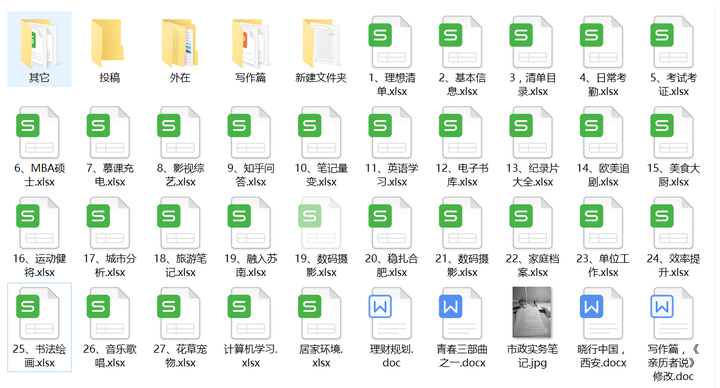 其它
投稿
外在
写作篇
新建文件夹
1、理想清单.xlsx
2、基本信息.xlsx
3，清单目录.xlsx
4、日常考勤.xlsx
5、考试考证.xlsx
6、MBA硕士.xlsx
7、慕课充电.xlsx
8、影视综艺.xlsx
9、知乎问答.xlsx
10、笔记量变.xlsx
11、英语学习.xlsx
12、电子书库.xlsx
13、纪录片大全.xlsx
14、欧美追剧.xlsx
15、美食大厨.xlsx
16、运动健将.xlsx
17、城市分析.xlsx
18、旅游笔记.xlsx
19、融入苏南.xlsx
19、数码摄影.xlsx
20、稳扎合肥.xlsx
21、数码摄影.xlsx
22、家庭档案.xlsx
23、单位工作.xlsx
24、效率提升.xlsx
25、书法绘画.xlsx
26、音乐歌唱.xlsx
27、花草宠物.xlsx
计算机学习.xlsx
居家环境.xlsx
理财规划.doc
青春三部曲之一.docx
市政实务笔记.jpg
晓行中国，西安.docx
写作篇，《亲历者说》修改.doc